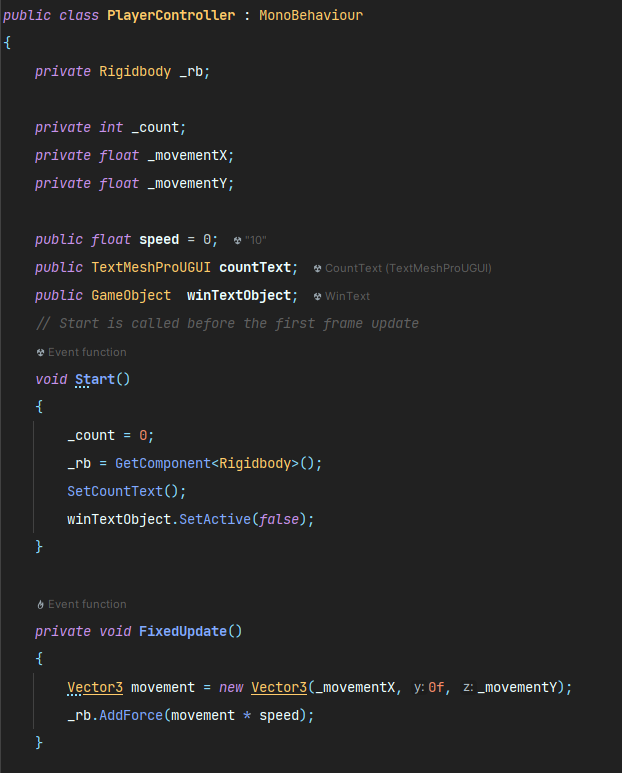 public class PlayerController : MonoBehaviour
{
    private Rigidbody _rb;

    private int _count;
    private float _movementX;
    private float _movementY;

    public float speed = 0; "10"
    public TextMeshProUGUI countText; CountText (TextMeshProUGUI)
    public GameObject  winTextObject; WinText
    // Start is called before the first frame update
    Event function
    void Start()
    {
        _count = 0;
        _rb = GetComponent<Rigidbody>();
        SetCountText();
        winTextObject.SetActive(false);
    }

    Event function
    private void FixedUpdate()
    {
        Vector3 movement = new Vector3(_movementX, y: 0f, z: _movementY);
        _rb.AddForce(movement * speed);
    }